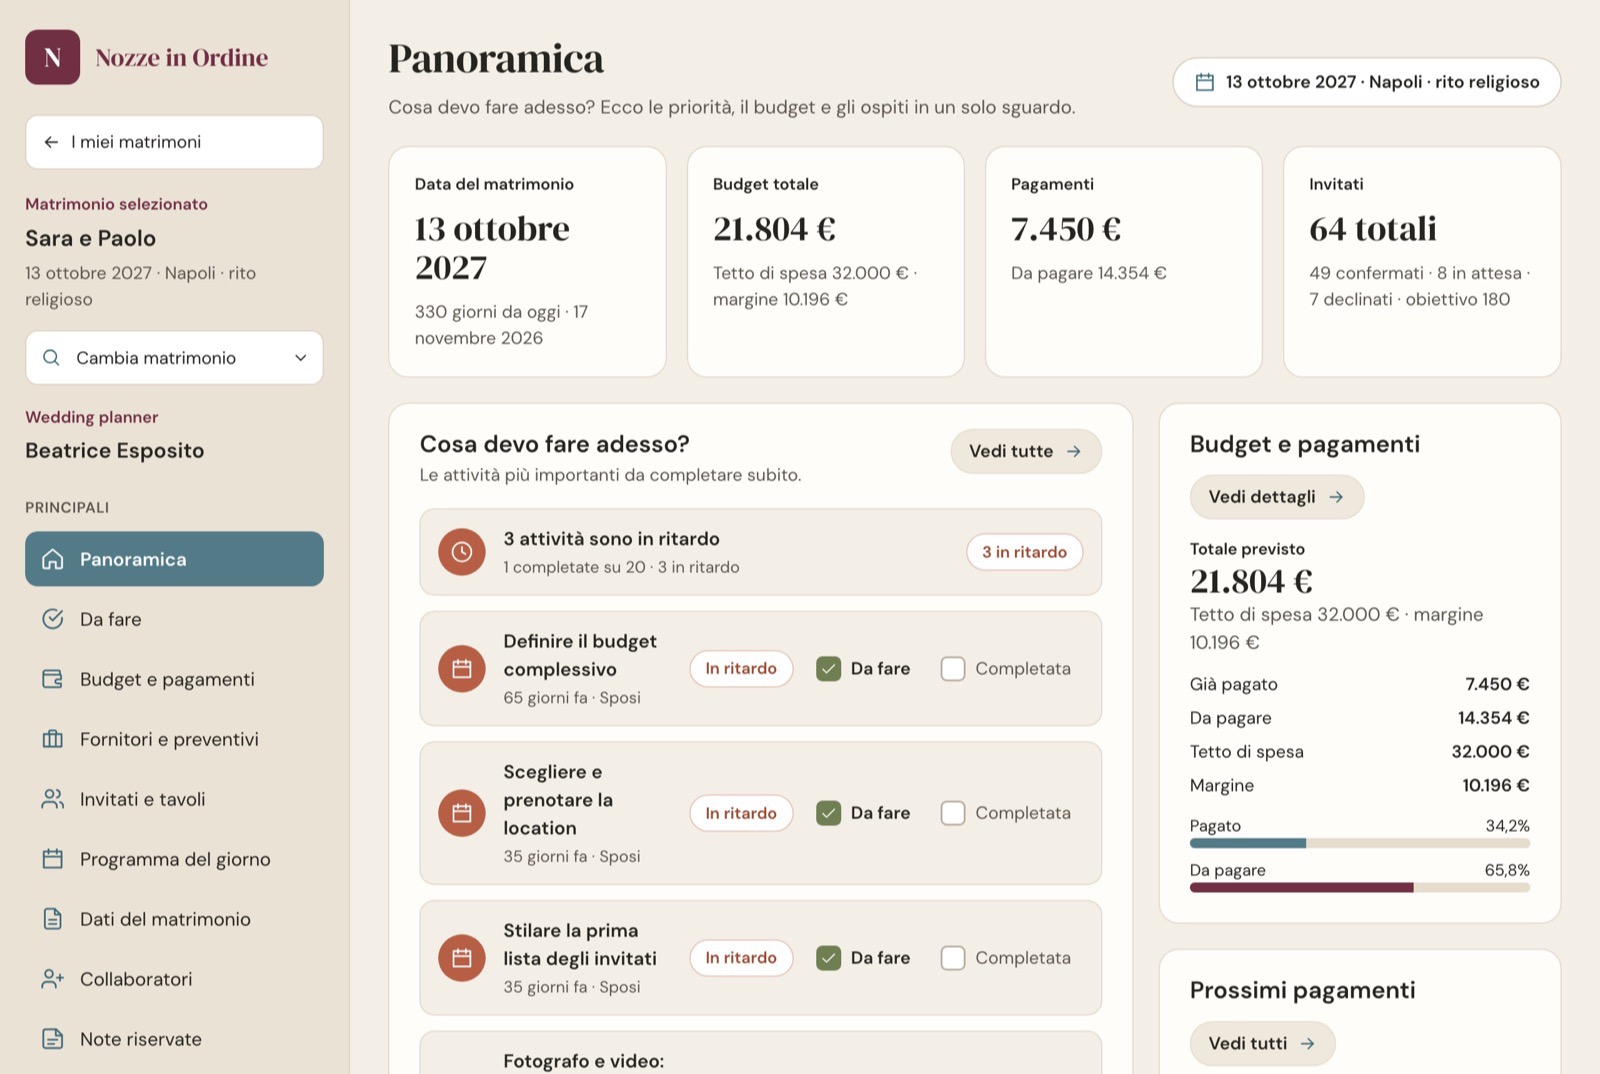 N
Nozze in Ordine
I miei matrimoni
Matrimonio selezionato
Sara e Paolo
13 ottobre 2027 · Napoli · rito
religioso
Cambia matrimonio
Wedding planner
Beatrice Esposito
PRINCIPALI
Panoramica
Da fare
Budget e pagamenti
Fornitori e preventivi
Invitati e tavoli
Programma del giorno
Dati del matrimonio
Collaboratori
Note riservate
Panoramica
Cosa devo fare adesso? Ecco le priorità, il budget e gli ospiti in un solo sguardo.
13 ottobre 2027 · Napoli · rito religioso
Data del matrimonio
13 ottobre
2027
330 giorni da oggi · 17
novembre 2026
Budget totale
21.804 €
Tetto di spesa 32.000 € ·
margine 10.196 €
Pagamenti
7.450 €
Da pagare 14.354 €
Invitati
64 totali
49 confermati · 8 in attesa ·
7 declinati · obiettivo 180
Cosa devo fare adesso?
Le attività più importanti da completare subito.
Vedi tutte
3 attività sono in ritardo
1 completate su 20 · 3 in ritardo
3 in ritardo
Definire il budget
complessivo
65 giorni fa · Sposi
In ritardo
Da fare
Completata
Scegliere e
prenotare la
location
35 giorni fa · Sposi
In ritardo
Da fare
Completata
Stilare la prima
lista degli invitati
35 giorni fa · Sposi
In ritardo
Da fare
Completata
Fotografo e video:
Budget e pagamenti
Vedi dettagli
Totale previsto
21.804 €
Tetto di spesa 32.000 € · margine
10.196 €
Già pagato 7.450 €
Da pagare 14.354 €
Tetto di spesa 32.000 €
Margine 10.196 €
Pagato 34,2%
Da pagare 65,8%
Prossimi pagamenti
Vedi tutti